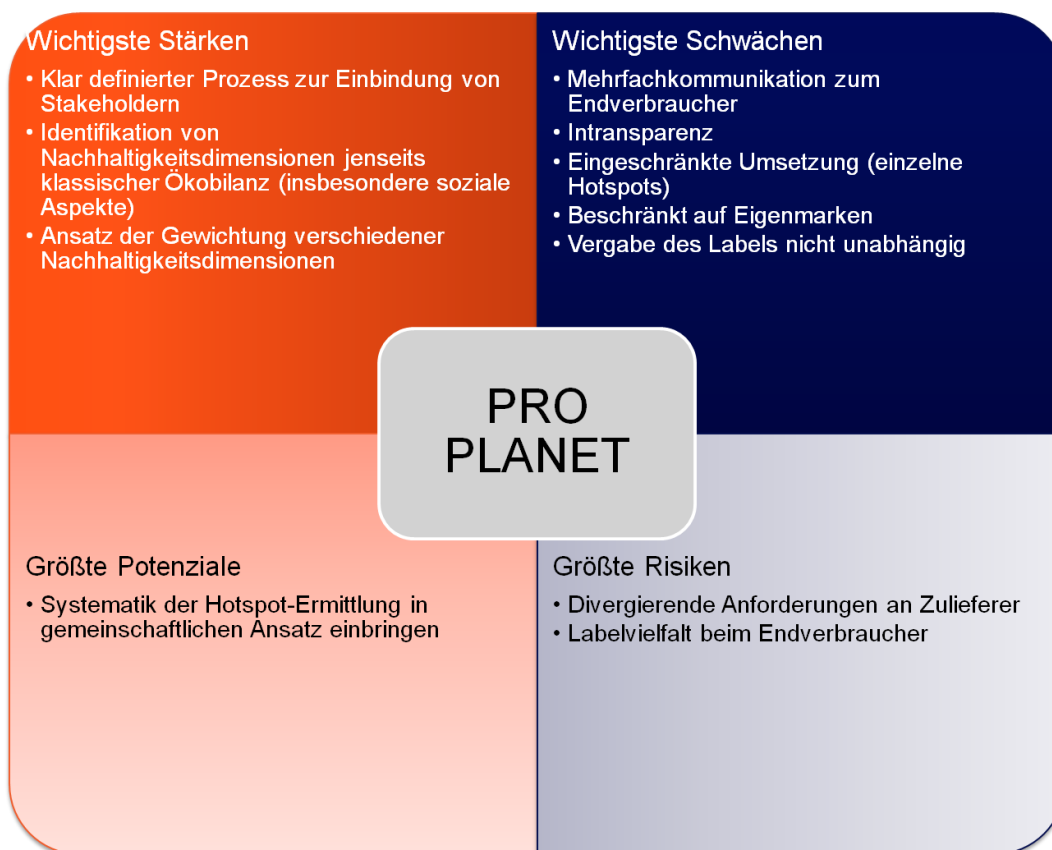 Wichtigste Stärken
• Klar definierter Prozess zur Einbindung von
Stakeholdern
• Identifikation von
Nachhaltigkeitsdimensionen jenseits
klassischer Ökobilanz (insbesondere soziale
Aspekte)
• Ansatz der Gewichtung verschiedener
Nachhaltigkeitsdimensionen
Wichtigste Schwächen
• Mehrfachkommunikation zum
Endverbraucher
• Intransparenz
• Eingeschränkte Umsetzung (einzelne
Hotspots)
• Beschränkt auf Eigenmarken
• Vergabe des Labels nicht unabhängig
PRO
PLANET
Größte Potenziale
• Systematik der Hotspot-Ermittlung in
gemeinschaftlichen Ansatz einbringen
Größte Risiken
• Divergierende Anforderungen an Zulieferer
• Labelvielfalt beim Endverbraucher